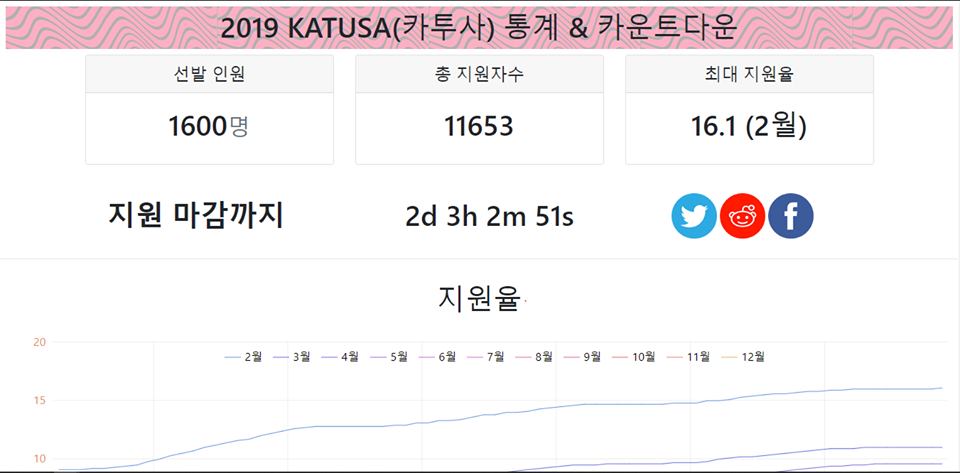 2019 KATUSA(카투사) 통계 & 카운트다운
선발 인원
1600명
총 지원자수
11653
최대 지원율
16.1 (2월)
지원 마감까지
2d 3h 2m 51s
지원율
20
2월 3월 4월 5월 6월 7월 8월 9월 10월 11월 12월
15
10